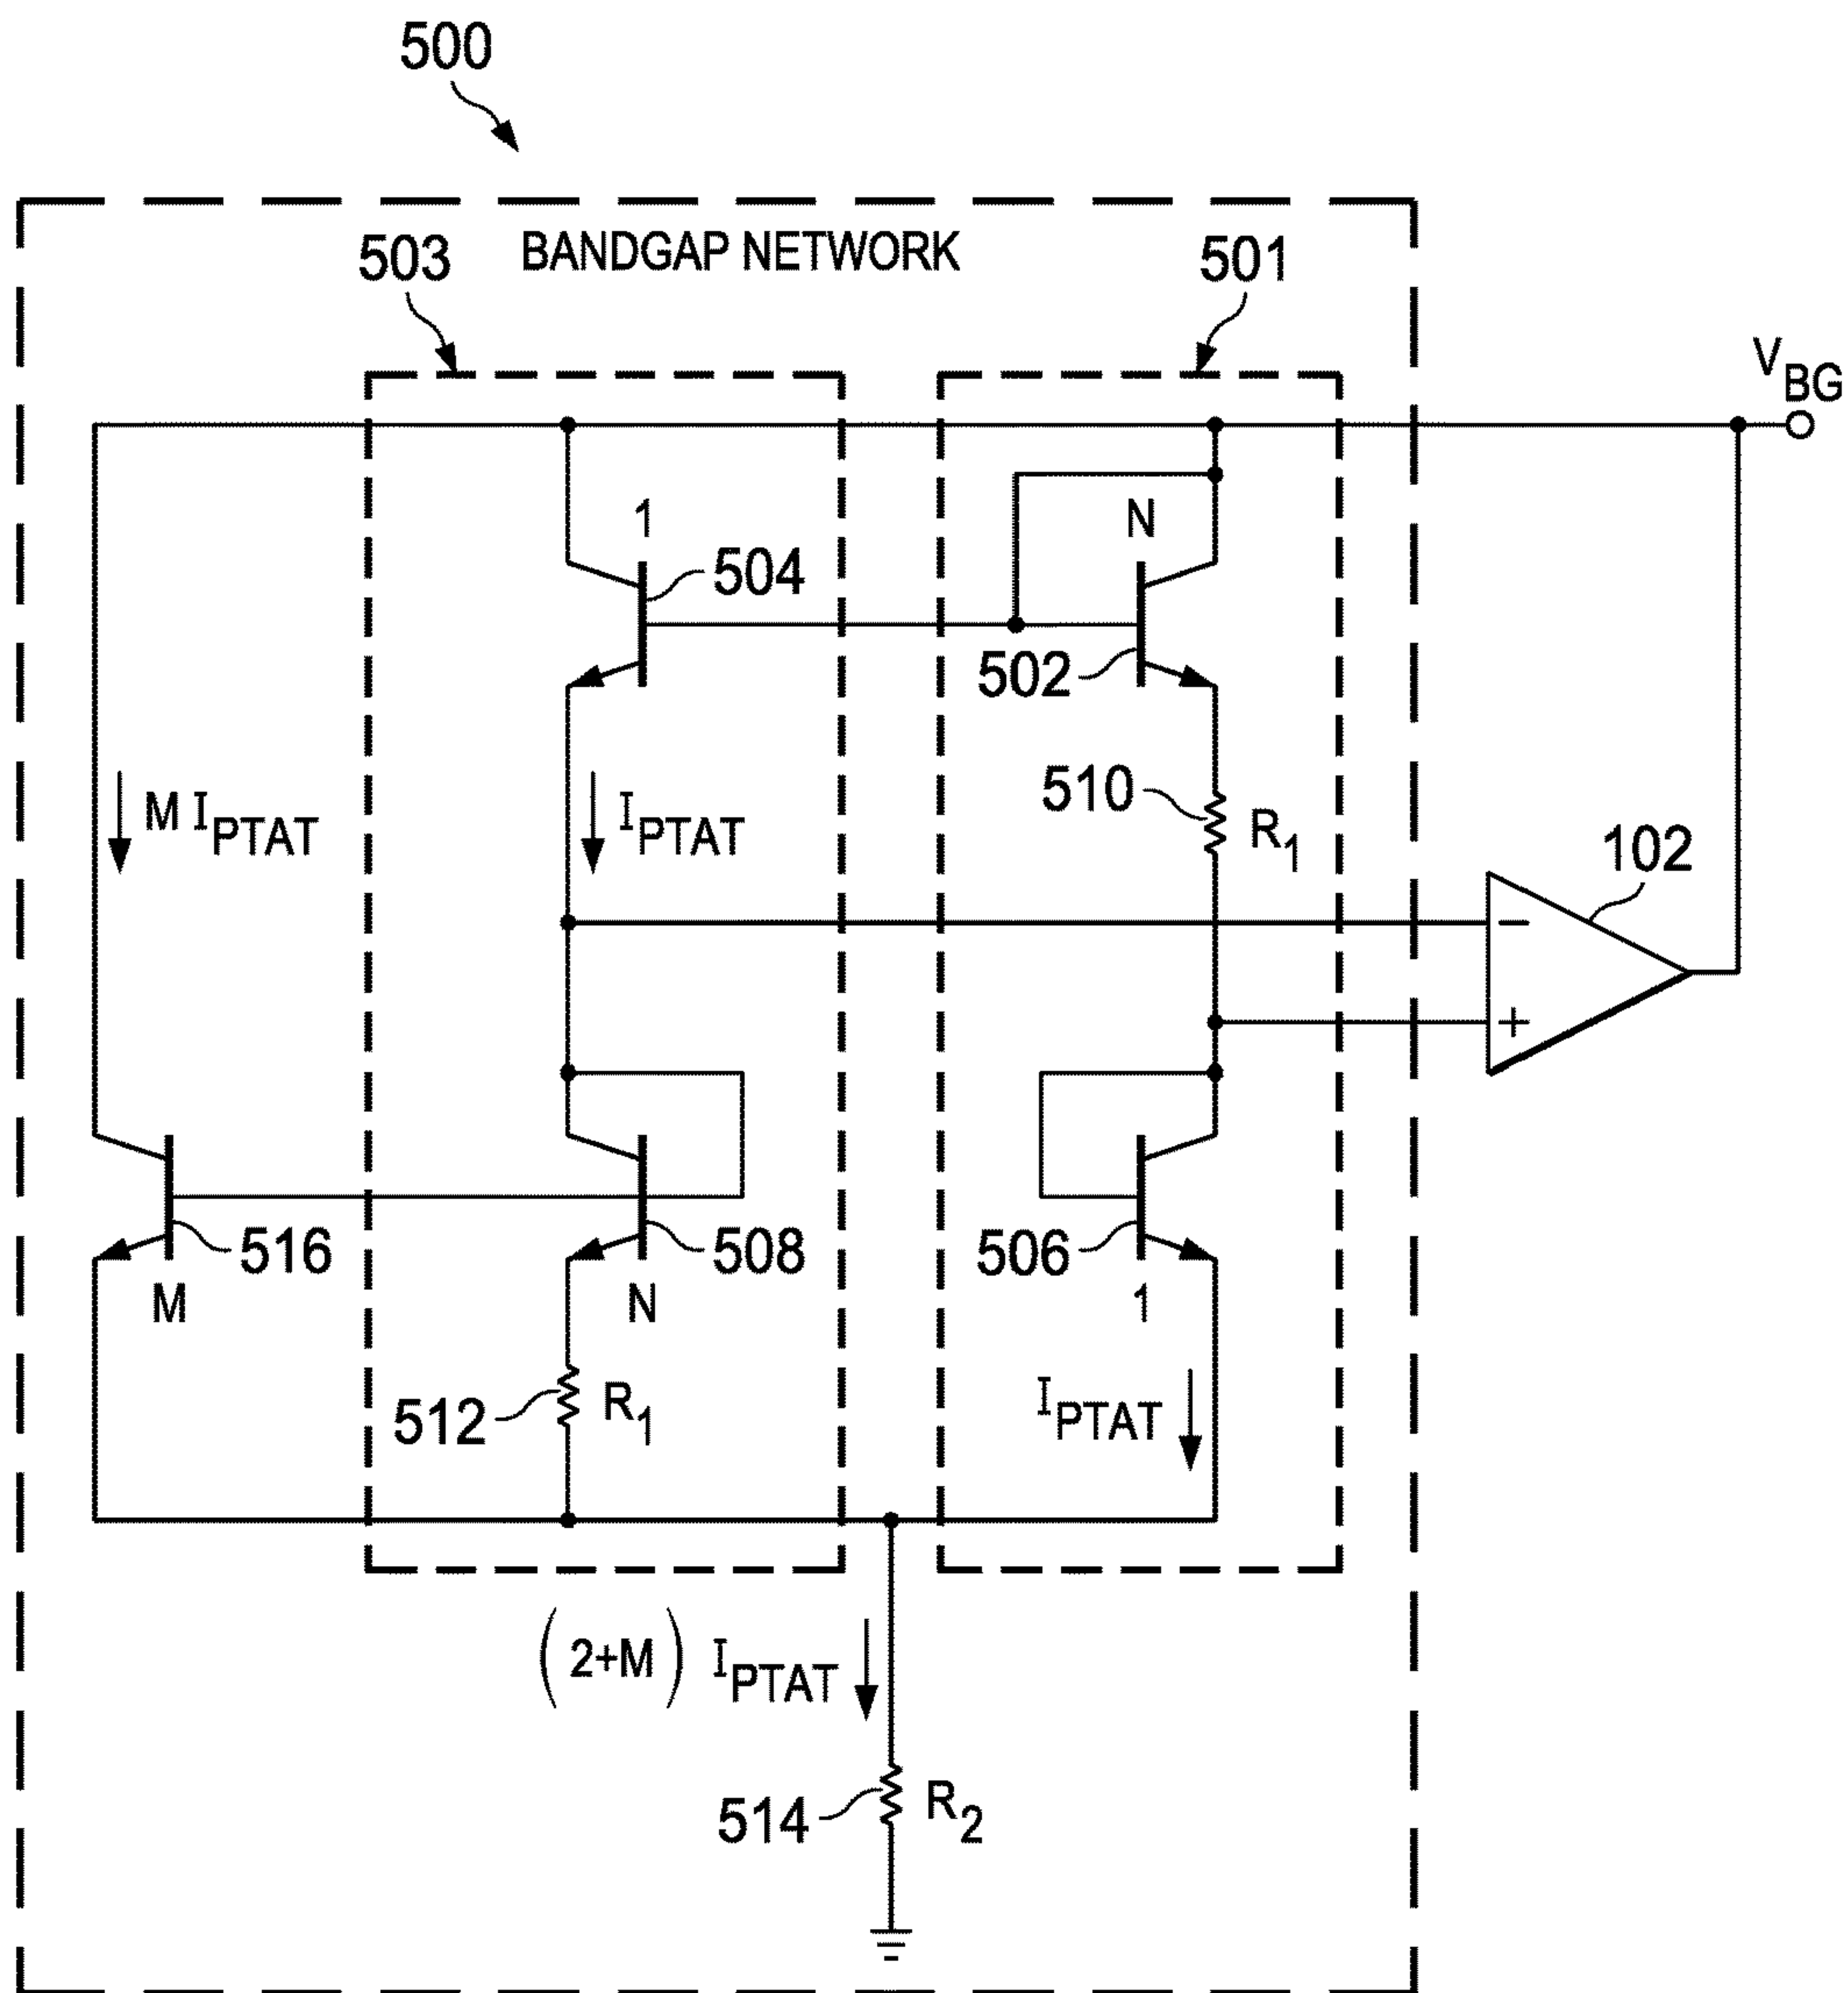 500
BANDGAP NETWORK
503
501
V_BG
1
N
504
502
510
R_1
M I_PTAT
I_PTAT
102
−
+
516
508
506
M
N
1
512
R_1
I_PTAT
(2+M) I_PTAT
514
R_2